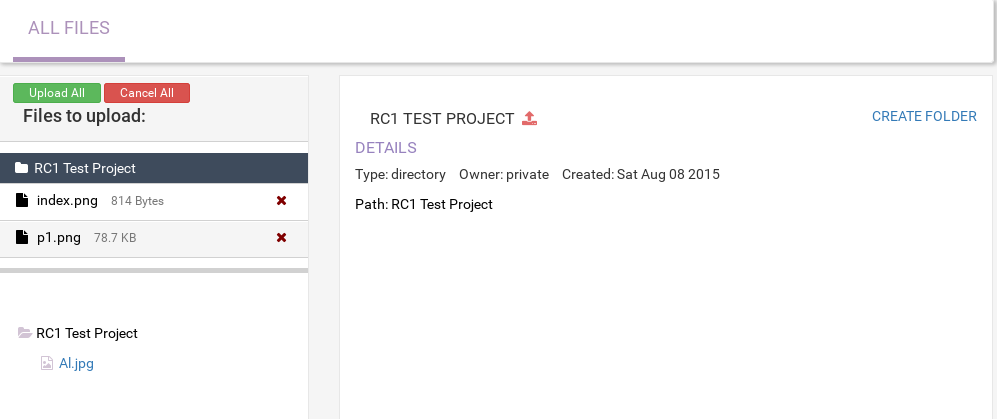 ALL FILES
Upload All Cancel All
Files to upload:
RC1 Test Project
index.png 814 Bytes
p1.png 78.7 KB
RC1 Test Project
Al.jpg
RC1 TEST PROJECT CREATE FOLDER
DETAILS
Type: directory Owner: private Created: Sat Aug 08 2015
Path: RC1 Test Project